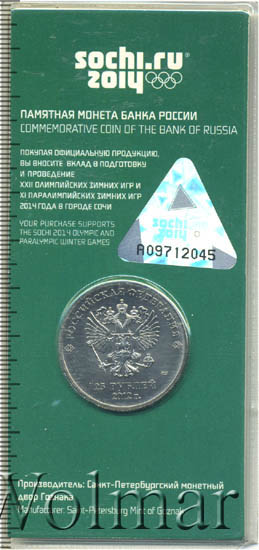 sochi.ru
2014
ПАМЯТНАЯ МОНЕТА БАНКА РОССИИ
COMMEMORATIVE COIN OF THE BANK OF RUSSIA
ПОКУПАЯ ОФИЦИАЛЬНУЮ ПРОДУКЦИЮ,
ВЫ ВНОСИТЕ ВКЛАД В ПОДГОТОВКУ
И ПРОВЕДЕНИЕ
XXII ОЛИМПИЙСКИХ ЗИМНИХ ИГР И
XI ПАРАЛИМПИЙСКИХ ЗИМНИХ ИГР
2014 ГОДА В ГОРОДЕ СОЧИ
YOUR PURCHASE SUPPORTS
THE SOCHI 2014 OLYMPIC AND
PARALYMPIC WINTER GAMES
sochi.ru
2014
A09712045
РОССИЙСКАЯ ФЕДЕРАЦИЯ
25 РУБЛЕЙ
2012 г.
Производитель: Санкт-Петербургский монетный
двор Гознака
Manufacturer: Saint-Petersburg Mint of Goznak
Wolmar